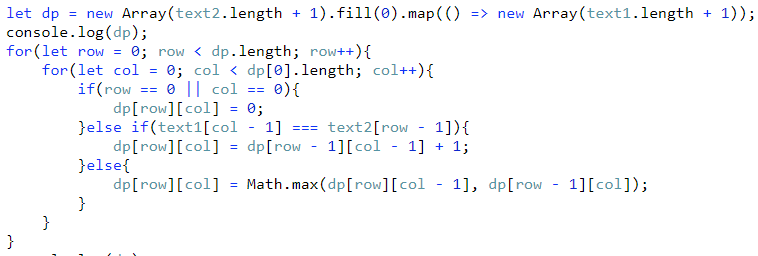 let dp = new Array(text2.length + 1).fill(0).map(() => new Array(text1.length + 1));
console.log(dp);
for(let row = 0; row < dp.length; row++){
    for(let col = 0; col < dp[0].length; col++){
        if(row == 0 || col == 0){
            dp[row][col] = 0;
        }else if(text1[col - 1] === text2[row - 1]){
            dp[row][col] = dp[row - 1][col - 1] + 1;
        }else{
            dp[row][col] = Math.max(dp[row][col - 1], dp[row - 1][col]);
        }
    }
}